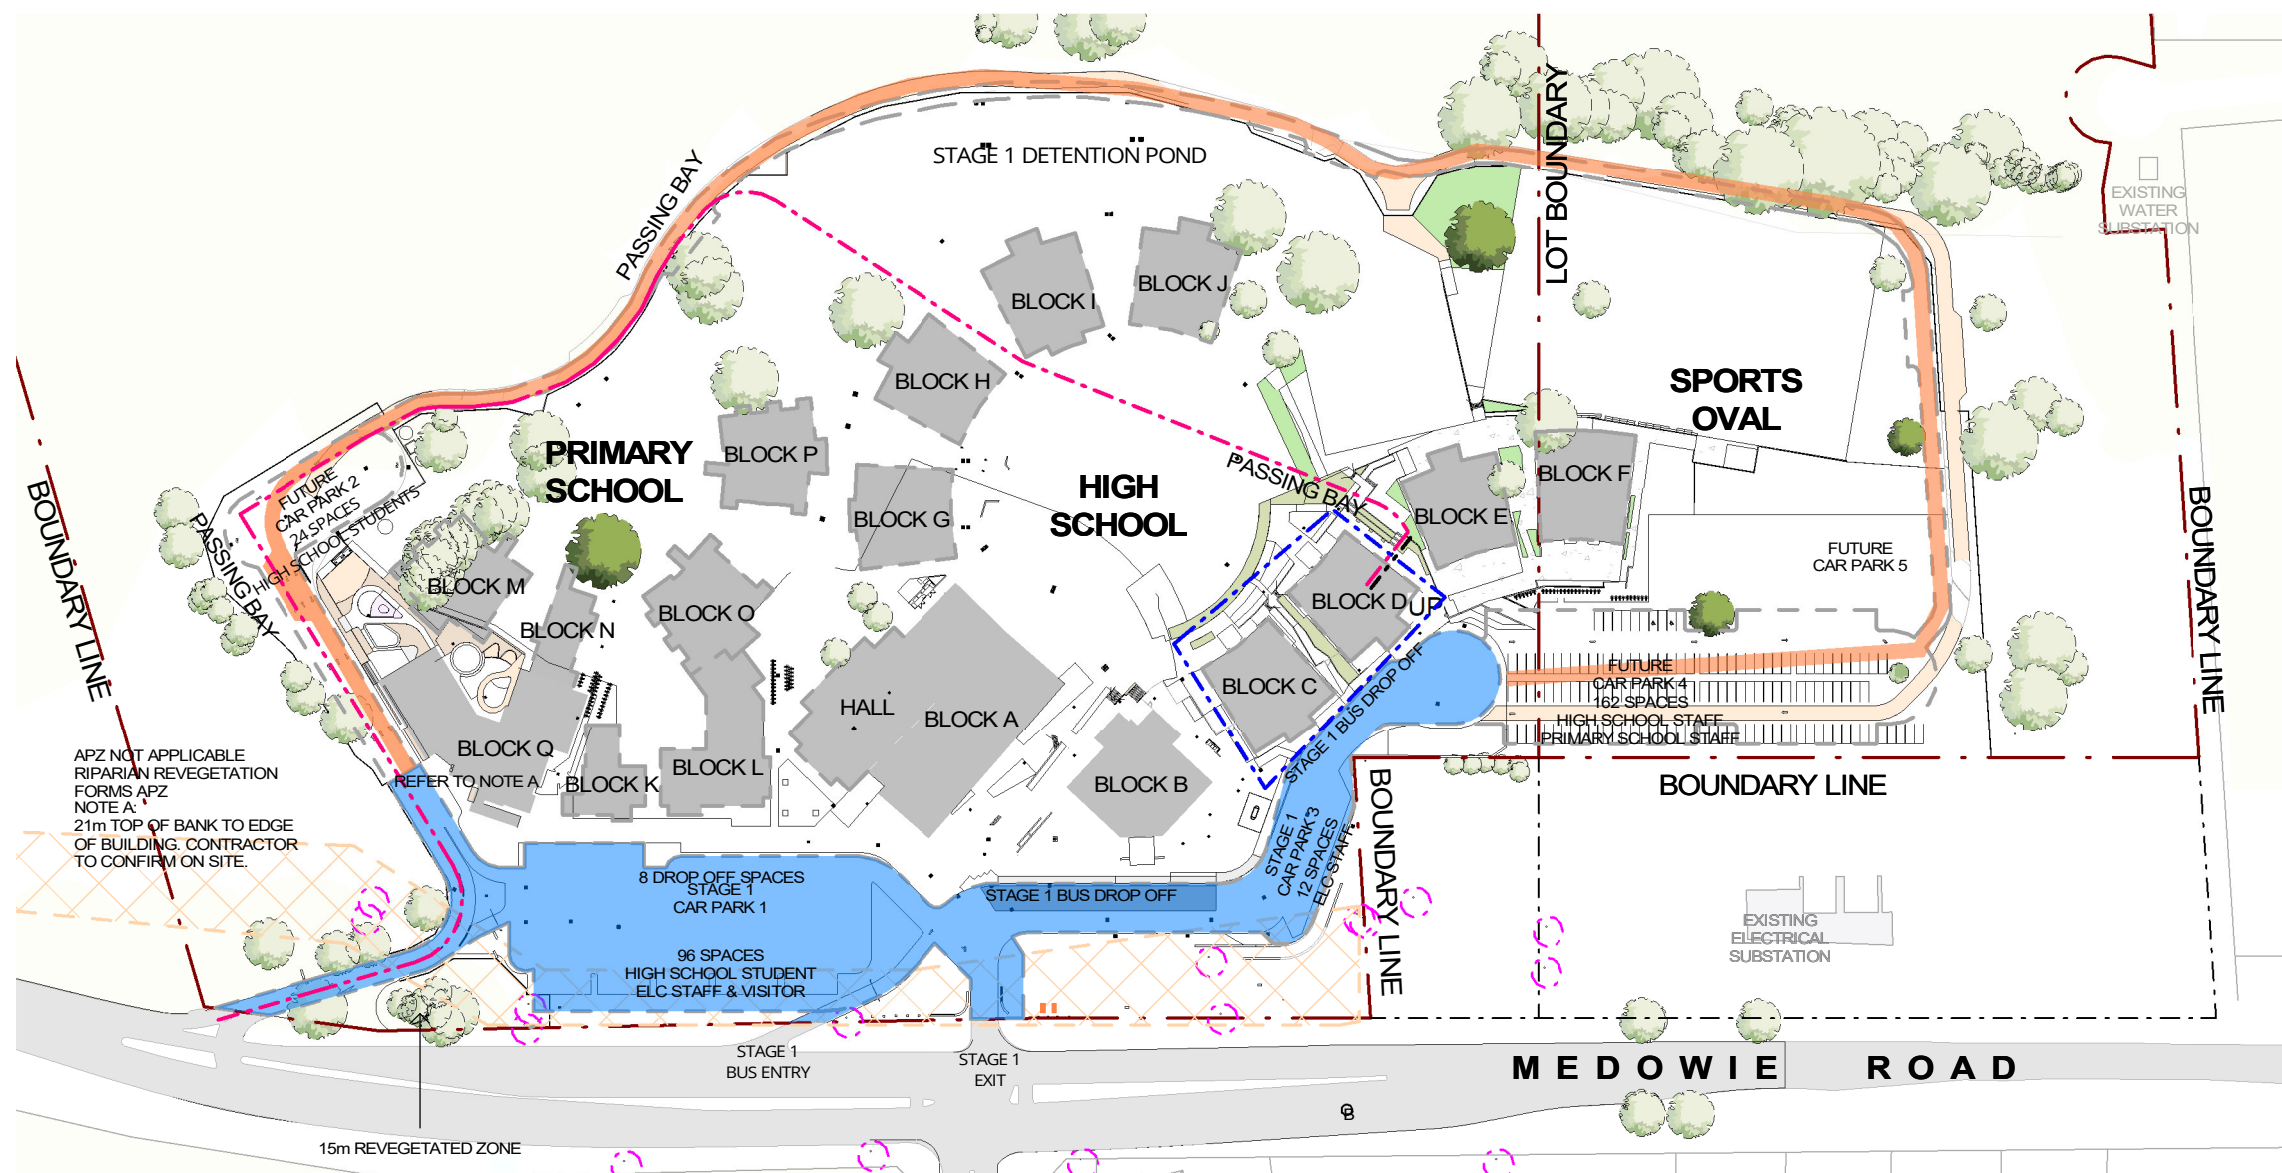 STAGE 1 DETENTION POND
PASSING BAY
LOT BOUNDARY
EXISTING
WATER
SUBSTATION
BLOCK I
BLOCK J
BLOCK H
BLOCK P
BLOCK G
PRIMARY
SCHOOL
HIGH
SCHOOL
SPORTS
OVAL
PASSING BAY
BLOCK E
BLOCK F
FUTURE
CAR PARK 2
24 SPACES
HIGH SCHOOL STUDENTS
PASSING BAY
BOUNDARY LINE
BLOCK M
BLOCK N
BLOCK O
BLOCK D
UP
FUTURE
CAR PARK 5
BOUNDARY LINE
HALL
BLOCK A
BLOCK C
BLOCK B
STAGE 1 BUS DROP OFF
FUTURE
CAR PARK 4
162 SPACES
HIGH SCHOOL STAFF
PRIMARY SCHOOL STAFF
BLOCK Q
REFER TO NOTE A
BLOCK K
BLOCK L
APZ NOT APPLICABLE
RIPARIAN REVEGETATION
FORMS APZ
NOTE A:
21m TOP OF BANK TO EDGE
OF BUILDING. CONTRACTOR
TO CONFIRM ON SITE.
BOUNDARY LINE
BOUNDARY LINE
STAGE 1
CAR PARK 3
12 SPACES
ELC STAFF
8 DROP OFF SPACES
STAGE 1
CAR PARK 1
STAGE 1 BUS DROP OFF
96 SPACES
HIGH SCHOOL STUDENT
ELC STAFF & VISITOR
EXISTING
ELECTRICAL
SUBSTATION
STAGE 1
BUS ENTRY
STAGE 1
EXIT
MEDOWIE ROAD
15m REVEGETATED ZONE